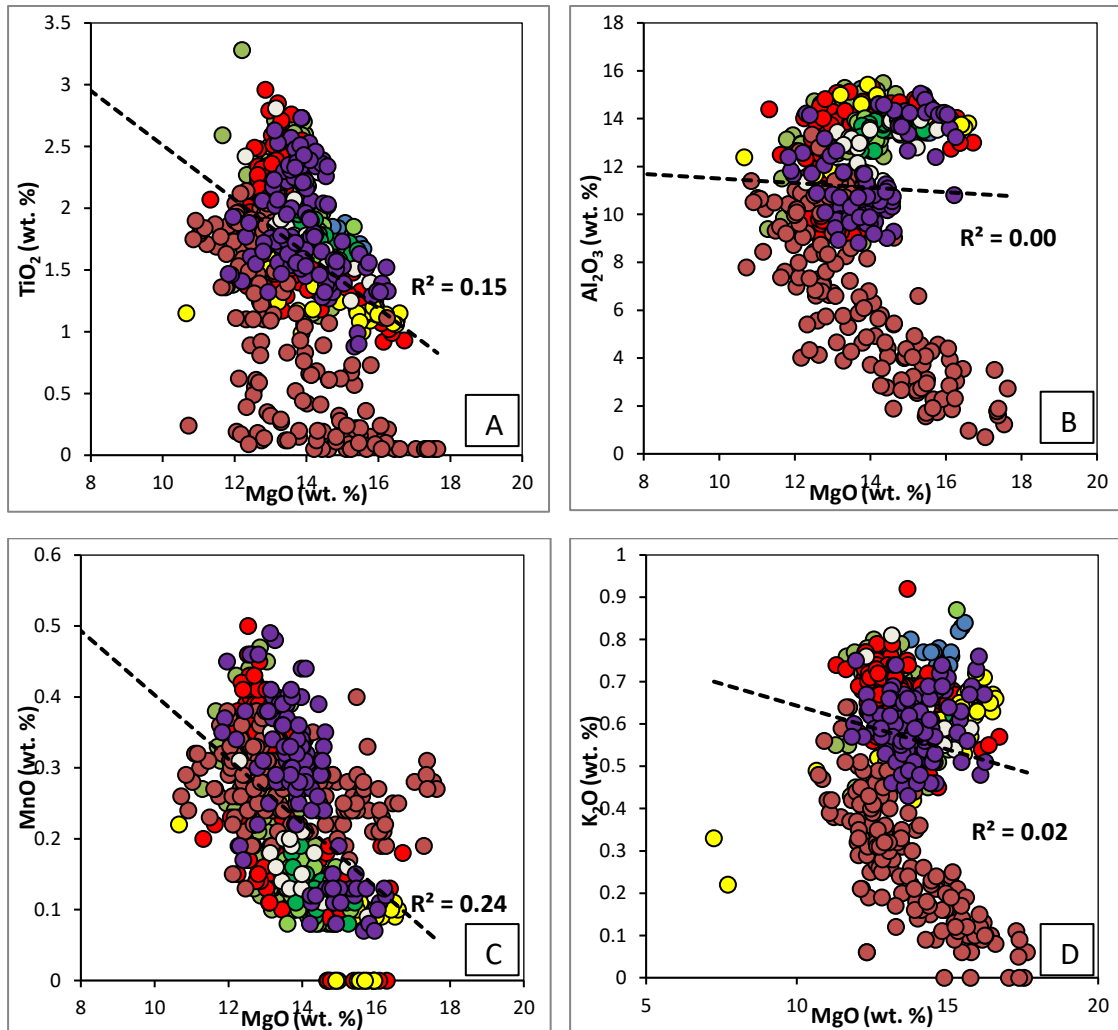 3.5
3
2.5
2
1.5
1
0.5
0
TiO2 (wt. %)
R² = 0.15
A
8 10 12 14 16 18 20
MgO (wt. %)
18
16
14
12
10
8
6
4
2
0
Al2O3 (wt. %)
R² = 0.00
B
8 10 12 14 16 18 20
MgO (wt. %)
0.6
0.5
0.4
0.3
0.2
0.1
0
MnO (wt. %)
R² = 0.24
C
8 10 12 14 16 18 20
MgO (wt. %)
1
0.9
0.8
0.7
0.6
0.5
0.4
0.3
0.2
0.1
0
K2O (wt. %)
R² = 0.02
D
5 10 15 20
MgO (wt. %)